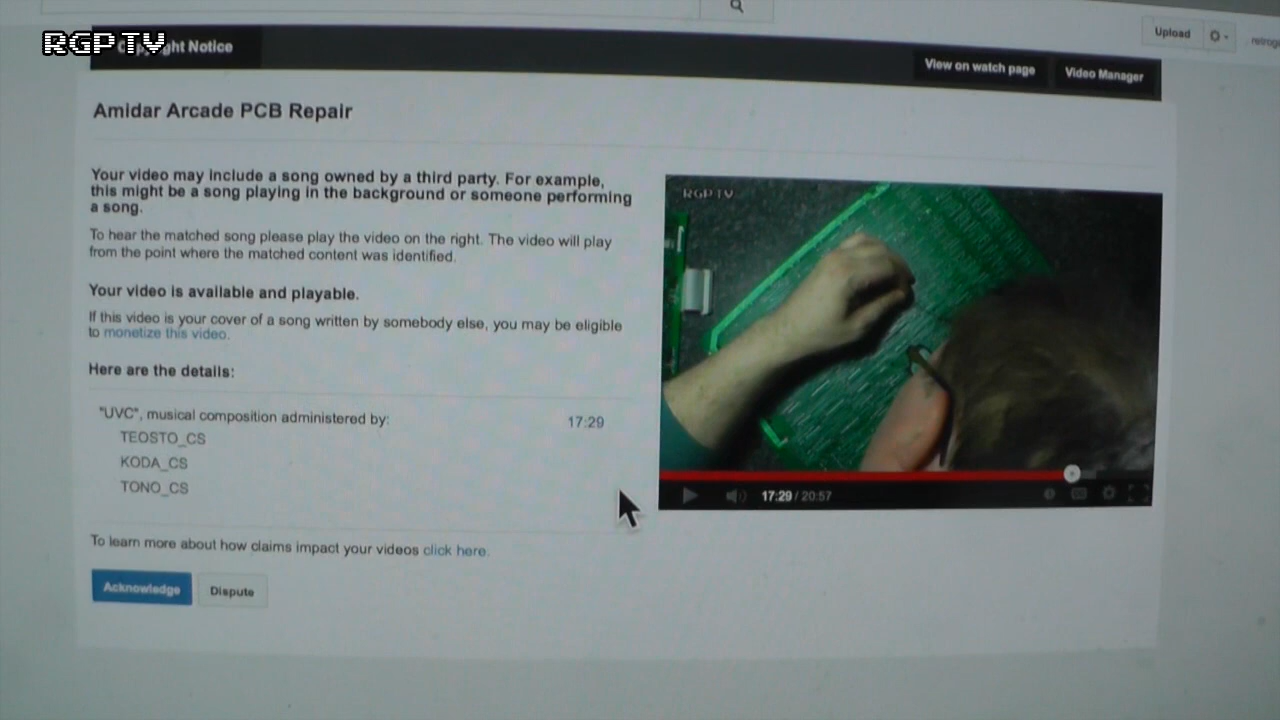 Upload
RGPTV
Copyright Notice
View on watch page
Video Manager
Amidar Arcade PCB Repair
Your video may include a song owned by a third party. For example,
this might be a song playing in the background or someone performing
a song.
To hear the matched song please play the video on the right. The video will play
from the point where the matched content was identified.
Your video is available and playable.
If this video is your cover of a song written by somebody else, you may be eligible
to monetize this video.
Here are the details:
"UVC", musical composition administered by:
17:29
TEOSTO_CS
KODA_CS
TONO_CS
To learn more about how claims impact your videos click here.
Acknowledge
Dispute
RGPTV
17:29 / 20:57